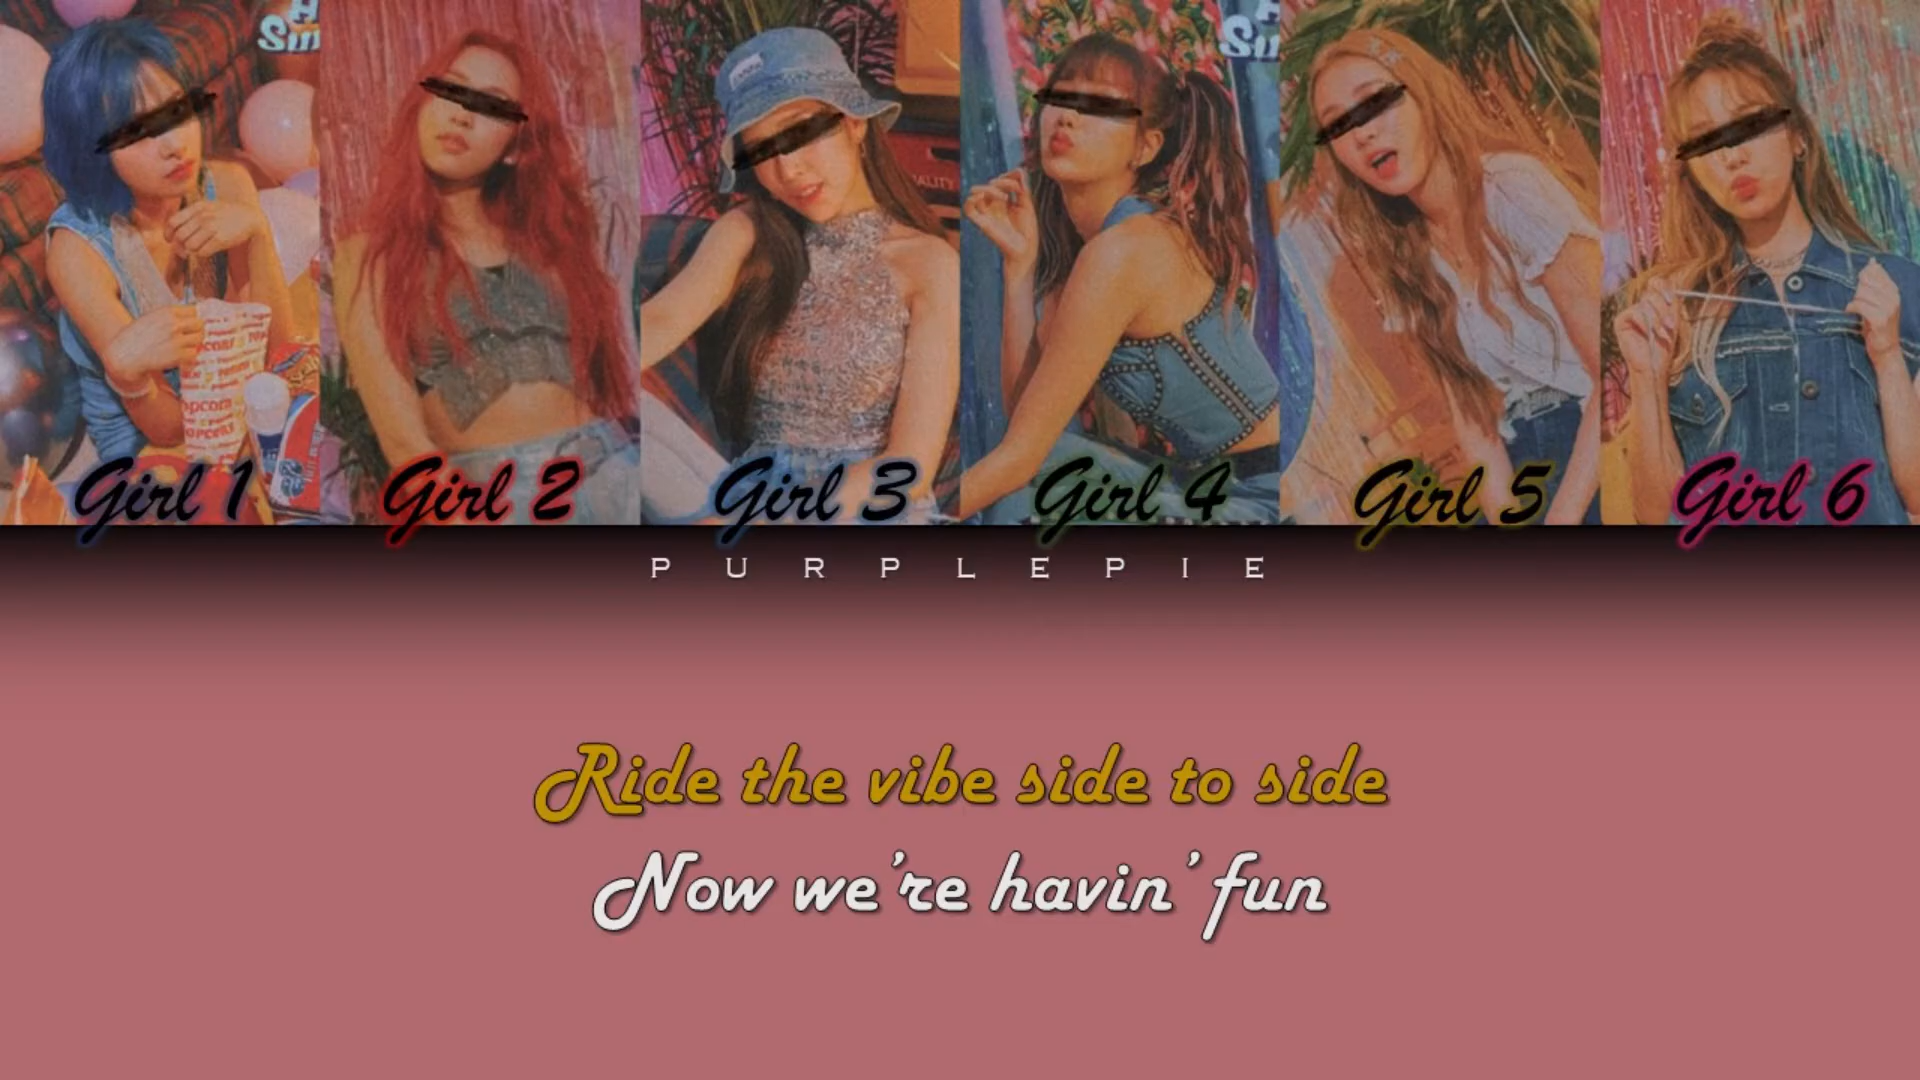 Girl 1 Girl 2 Girl 3 Girl 4 Girl 5 Girl 6
PURPLEPIE
Ride the vibe side to side
Now we're havin' fun